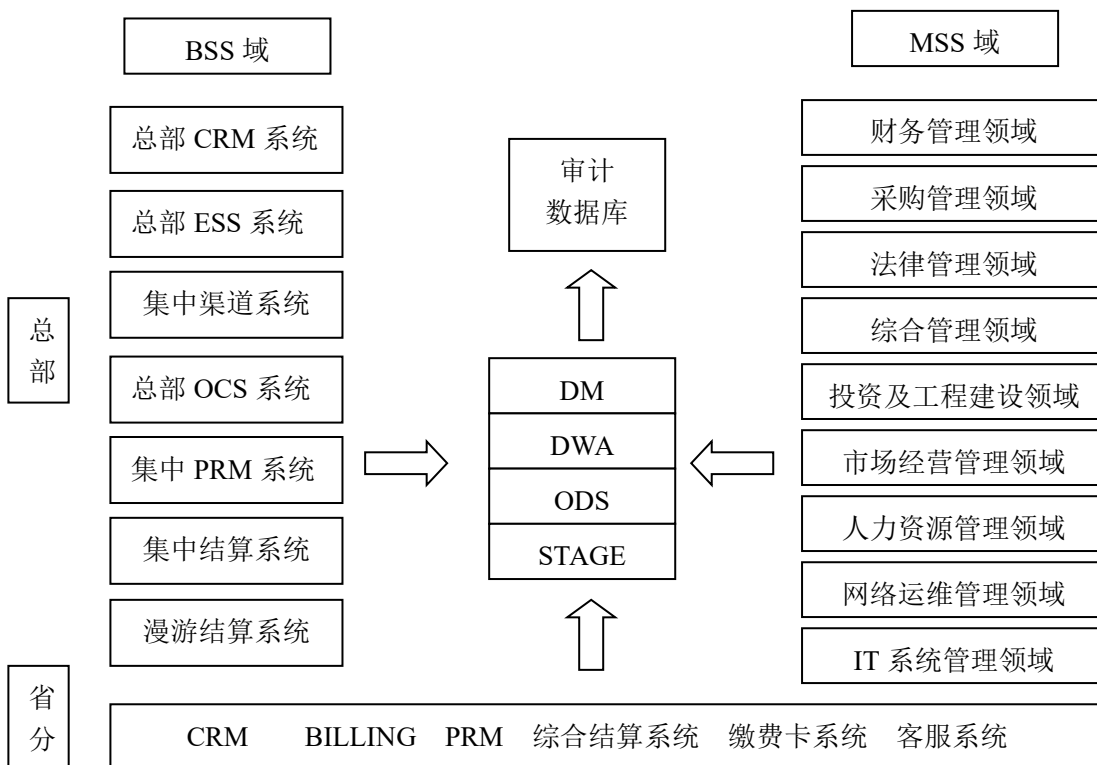 BSS 域
MSS 域
总部 CRM 系统
总部 ESS 系统
集中渠道系统
总部 OCS 系统
集中 PRM 系统
集中结算系统
漫游结算系统
总
部
审计
数据库
DM
DWA
ODS
STAGE
财务管理领域
采购管理领域
法律管理领域
综合管理领域
投资及工程建设领域
市场经营管理领域
人力资源管理领域
网络运维管理领域
IT 系统管理领域
省
分
CRM BILLING PRM 综合结算系统 缴费卡系统 客服系统